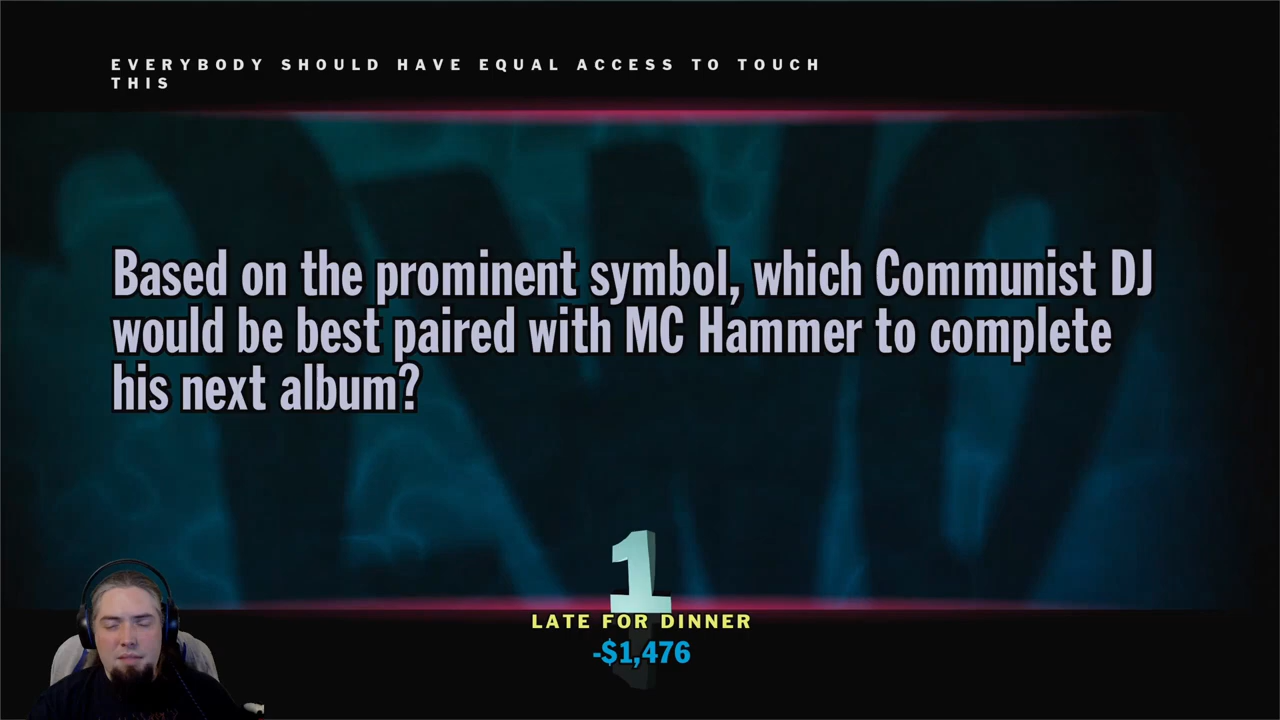 EVERYBODY SHOULD HAVE EQUAL ACCESS TO TOUCH
THIS
Based on the prominent symbol, which Communist DJ
would be best paired with MC Hammer to complete
his next album?
1
LATE FOR DINNER
-$1,476